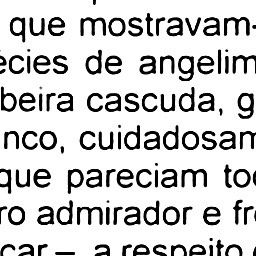 que mostravam-
écies de angelim
beira cascuda, g
nco, cuidadosam
que pareciam to
ro admirador e fr
car – a respeito